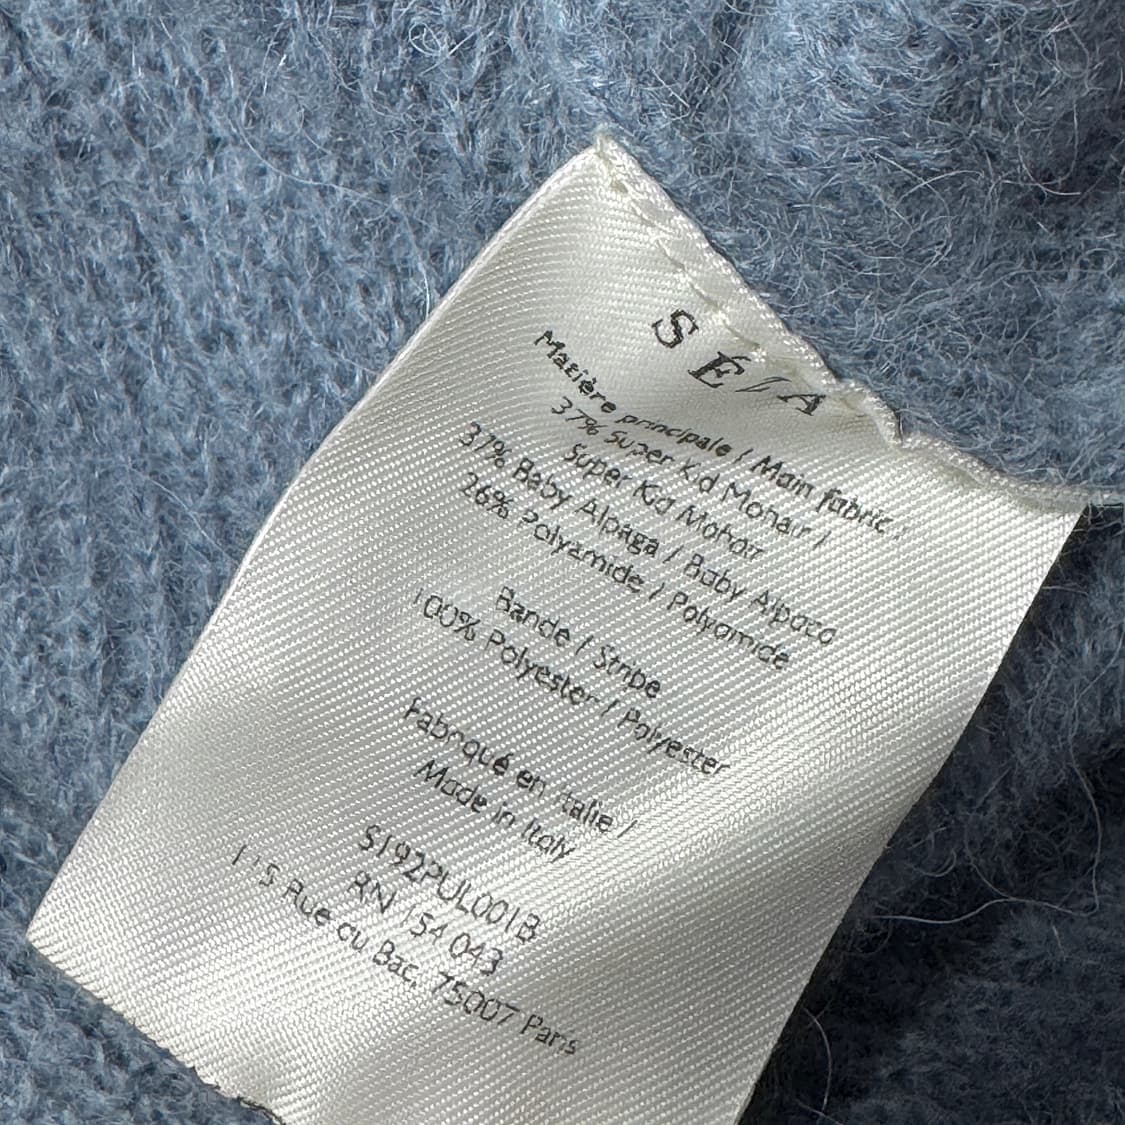 Matière principale / Main fabric :
37% Super Kid Mohair /
Super Kid Mohair
37% Baby Alpaga / Baby Alpaca
26% Polyamide / Polyamide
Bande / Stripe
100% Polyester / Polyester
Fabriqué en Italie /
Made in Italy
S192PUL001B
RN 154 043
Rue du Bac, 75007 Paris